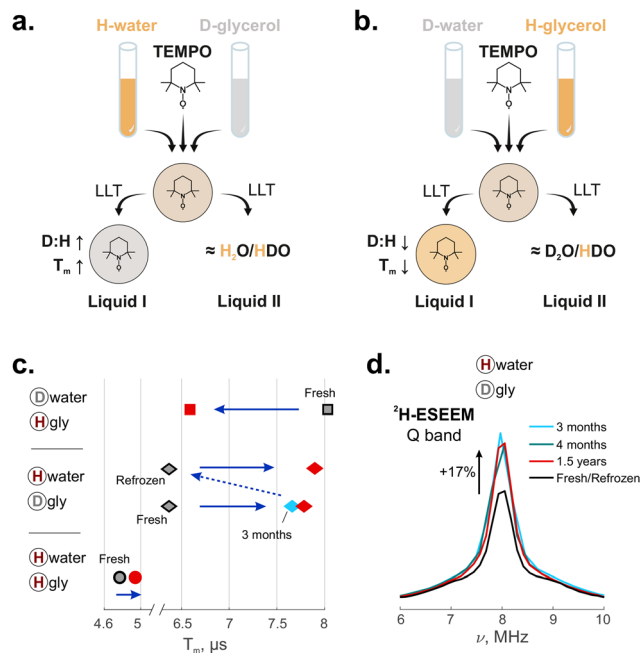 a.
H-water
D-glycerol
TEMPO
N
O
LLT
LLT
D:H ↑
Tm ↑
N
O
≈ H2O/HDO
Liquid I
Liquid II
b.
D-water
H-glycerol
TEMPO
N
O
LLT
LLT
D:H ↓
Tm ↓
N
O
≈ D2O/HDO
Liquid I
Liquid II
c.
D water
H gly
Fresh
H water
D gly
Refrozen
Fresh
3 months
H water
H gly
Fresh
4.6 5 6.5 7 7.5 8
Tm, μs
d.
H water
D gly
²H-ESEEM
Q band
+17%
3 months
4 months
1.5 years
Fresh/Refrozen
6 7 8 9 10
ν, MHz